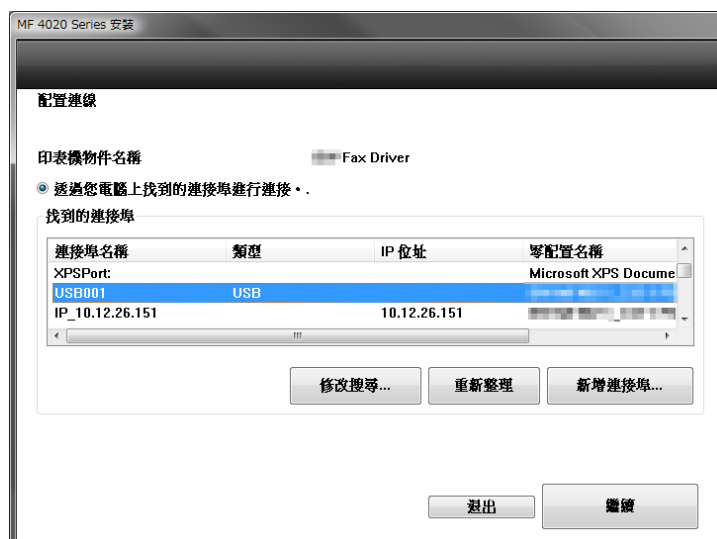 MF 4020 Series 安裝
配置連線
印表機物件名稱 Fax Driver
透過您電腦上找到的連接埠進行連接。.
找到的連接埠
連接埠名稱 類型 IP 位址 零配置名稱
XPSPort: Microsoft XPS Docume
USB001 USB
IP_10.12.26.151 10.12.26.151
修改搜尋... 重新整理 新增連接埠...
退出 繼續